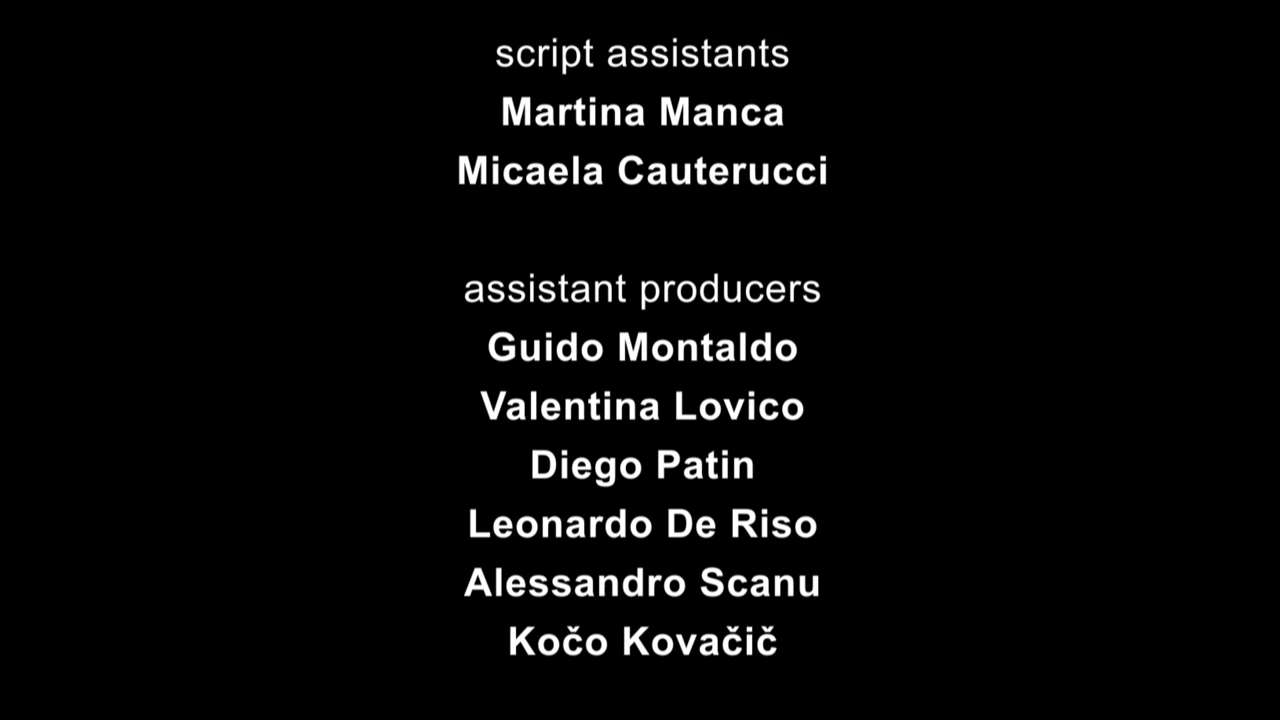 script assistants
Martina Manca
Micaela Cauterucci
assistant producers
Guido Montaldo
Valentina Lovico
Diego Patin
Leonardo De Riso
Alessandro Scanu
Kočo Kovačič